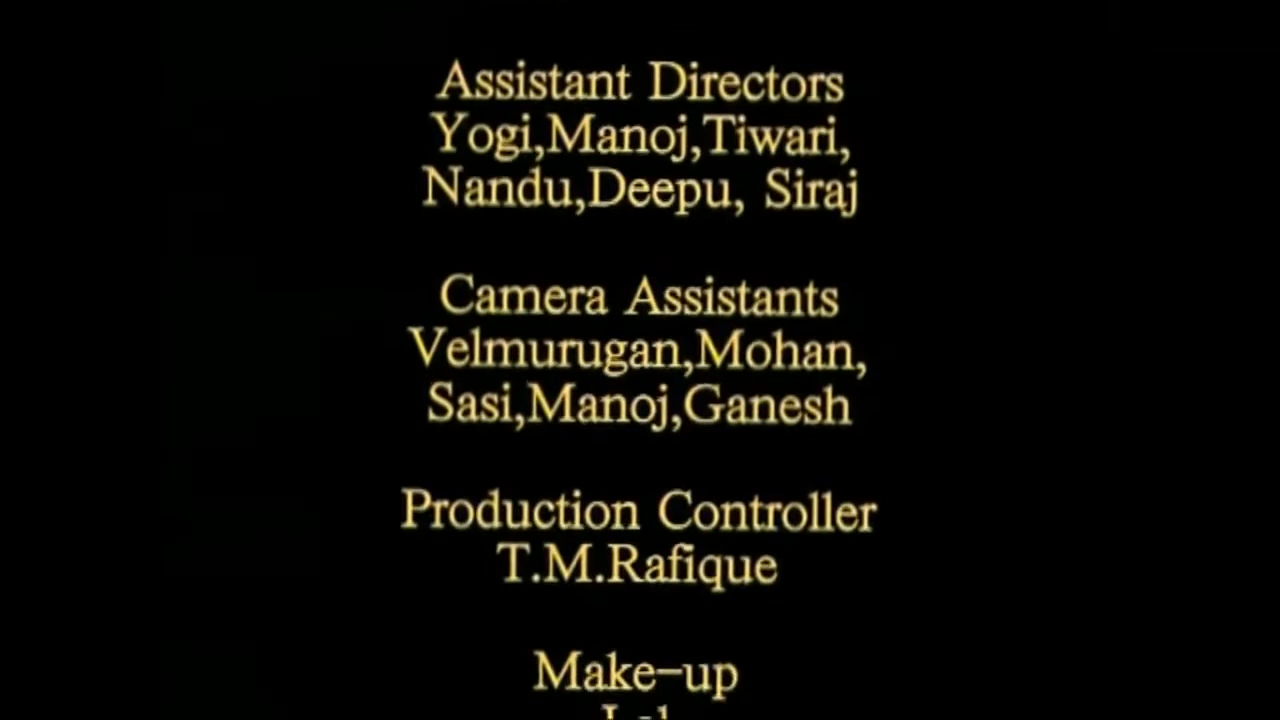 Assistant Directors
Yogi,Manoj,Tiwari,
Nandu,Deepu, Siraj
Camera Assistants
Velmurugan,Mohan,
Sasi,Manoj,Ganesh
Production Controller
T.M.Rafique
Make-up